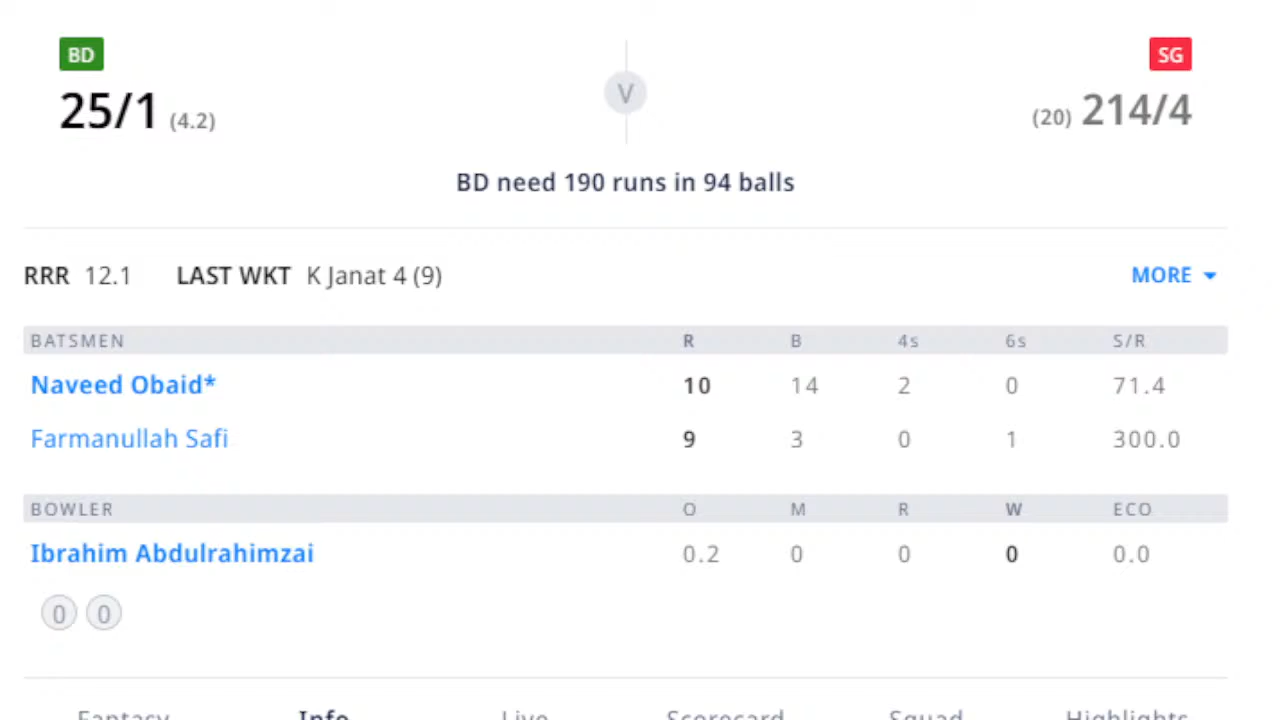 BD
SG
25/1 (4.2)
V
(20) 214/4
BD need 190 runs in 94 balls
RRR 12.1 LAST WKT K Janat 4 (9)
MORE
BATSMEN R B 4s 6s S/R
Naveed Obaid* 10 14 2 0 71.4
Farmanullah Safi 9 3 0 1 300.0
BOWLER O M R W ECO
Ibrahim Abdulrahimzai 0.2 0 0 0 0.0
0 0
Fantasy Info Live Scorecard Squad Highlights